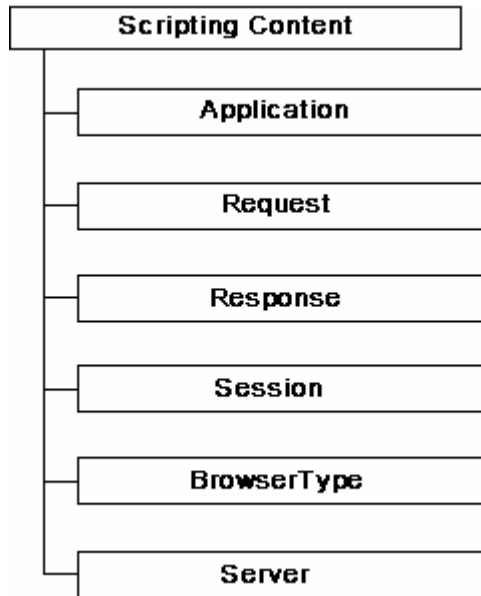 Scripting Content
Application
Request
Response
Session
BrowserType
Server